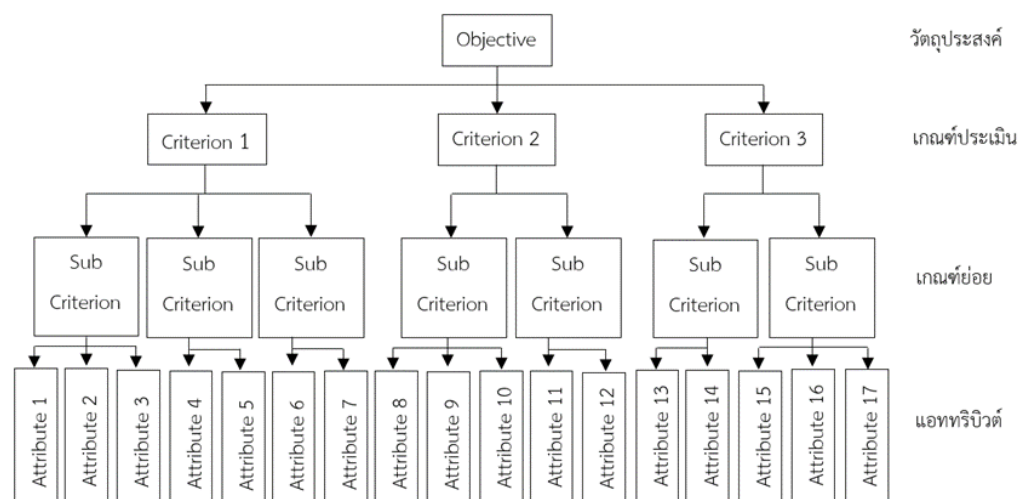 Objective
วัตถุประสงค์
Criterion 1
Criterion 2
Criterion 3
เกณฑ์ประเมิน
Sub
Criterion
Sub
Criterion
Sub
Criterion
Sub
Criterion
Sub
Criterion
Sub
Criterion
Sub
Criterion
เกณฑ์ย่อย
Attribute 1
Attribute 2
Attribute 3
Attribute 4
Attribute 5
Attribute 6
Attribute 7
Attribute 8
Attribute 9
Attribute 10
Attribute 11
Attribute 12
Attribute 13
Attribute 14
Attribute 15
Attribute 16
Attribute 17
แอททริบิวต์